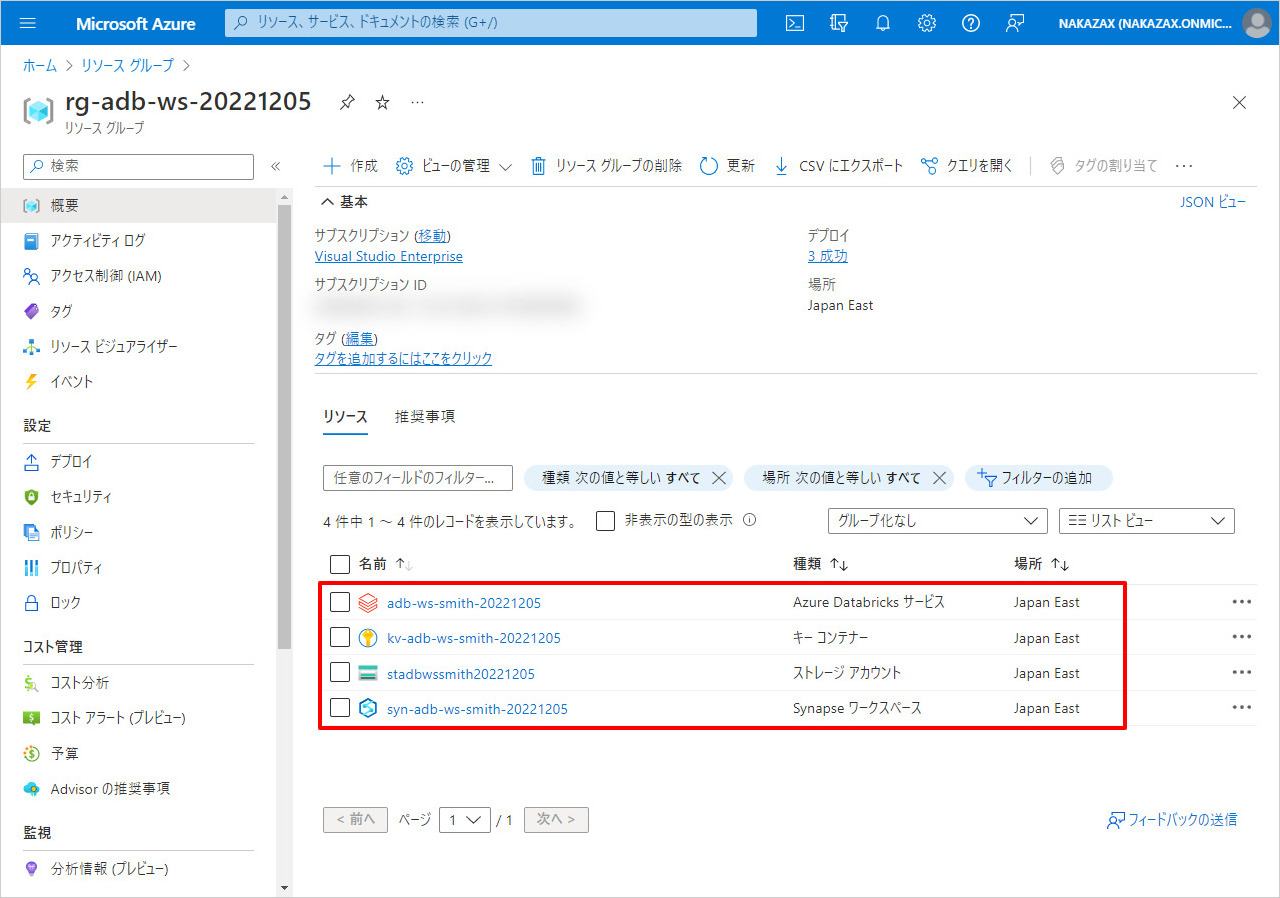 Microsoft Azure
リソース、サービス、ドキュメントの検索 (G+/)
NAKAZAX (NAKAZAX.ONMIC...
ホーム > リソース グループ >
rg-adb-ws-20221205
...
リソース グループ
検索
«
概要
アクティビティ ログ
アクセス制御 (IAM)
タグ
リソース ビジュアライザー
イベント
設定
デプロイ
セキュリティ
ポリシー
プロパティ
ロック
コスト管理
コスト分析
コスト アラート (プレビュー)
予算
Advisor の推奨事項
監視
分析情報 (プレビュー)
作成 ビューの管理 リソース グループの削除 更新 CSV にエクスポート クエリを開く タグの割り当て ...
基本
JSON ビュー
サブスクリプション (移動)
Visual Studio Enterprise
サブスクリプション ID
タグ (編集)
タグを追加するにはここをクリック
デプロイ
3 成功
場所
Japan East
リソース 推奨事項
任意のフィールドのフィルター... 種類 次の値と等しい すべて 場所 次の値と等しい すべて フィルターの追加
4 件中 1 ～ 4 件のレコードを表示しています。 非表示の型の表示 グループ化なし リスト ビュー
名前 ↑↓ 種類 ↑↓ 場所 ↑↓
adb-ws-smith-20221205 Azure Databricks サービス Japan East ...
kv-adb-ws-smith-20221205 キー コンテナー Japan East ...
stadbwssmith20221205 ストレージ アカウント Japan East ...
syn-adb-ws-smith-20221205 Synapse ワークスペース Japan East ...
< 前へ ページ 1 / 1 次へ >
フィードバックの送信